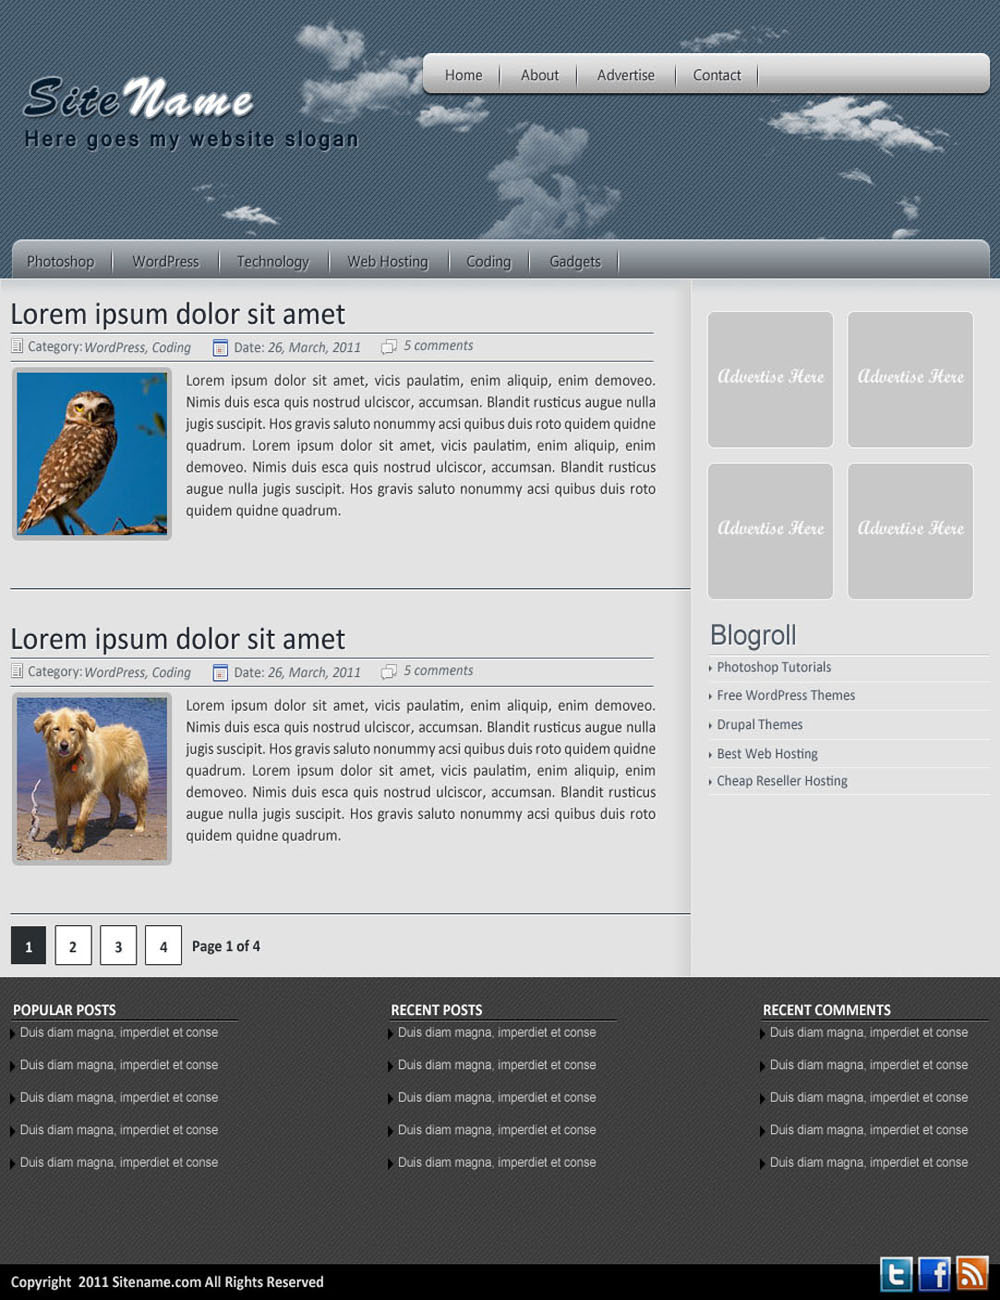 Home About Advertise Contact
SiteName
Here goes my website slogan
Photoshop WordPress Technology Web Hosting Coding Gadgets
Lorem ipsum dolor sit amet
Category: WordPress, Coding Date: 26, March, 2011 5 comments
Lorem ipsum dolor sit amet, vicis paulatim, enim aliquip, enim demoveo.
Nimis duis esca quis nostrud ulciscor, accumsan. Blandit rusticus augue nulla
jugis suscipit. Hos gravis saluto nonummy acsi quibus duis roto quidem quidne
quadrum. Lorem ipsum dolor sit amet, vicis paulatim, enim aliquip, enim
demoveo. Nimis duis esca quis nostrud ulciscor, accumsan. Blandit rusticus
augue nulla jugis suscipit. Hos gravis saluto nonummy acsi quibus duis roto
quidem quidne quadrum.
Lorem ipsum dolor sit amet
Category: WordPress, Coding Date: 26, March, 2011 5 comments
Lorem ipsum dolor sit amet, vicis paulatim, enim aliquip, enim demoveo.
Nimis duis esca quis nostrud ulciscor, accumsan. Blandit rusticus augue nulla
jugis suscipit. Hos gravis saluto nonummy acsi quibus duis roto quidem quidne
quadrum. Lorem ipsum dolor sit amet, vicis paulatim, enim aliquip, enim
demoveo. Nimis duis esca quis nostrud ulciscor, accumsan. Blandit rusticus
augue nulla jugis suscipit. Hos gravis saluto nonummy acsi quibus duis roto
quidem quidne quadrum.
1 2 3 4 Page 1 of 4
Advertise Here Advertise Here
Advertise Here Advertise Here
Blogroll
Photoshop Tutorials
Free WordPress Themes
Drupal Themes
Best Web Hosting
Cheap Reseller Hosting
POPULAR POSTS
Duis diam magna, imperdiet et conse
Duis diam magna, imperdiet et conse
Duis diam magna, imperdiet et conse
Duis diam magna, imperdiet et conse
Duis diam magna, imperdiet et conse
RECENT POSTS
Duis diam magna, imperdiet et conse
Duis diam magna, imperdiet et conse
Duis diam magna, imperdiet et conse
Duis diam magna, imperdiet et conse
Duis diam magna, imperdiet et conse
RECENT COMMENTS
Duis diam magna, imperdiet et conse
Duis diam magna, imperdiet et conse
Duis diam magna, imperdiet et conse
Duis diam magna, imperdiet et conse
Duis diam magna, imperdiet et conse
Copyright 2011 Sitename.com All Rights Reserved
t f